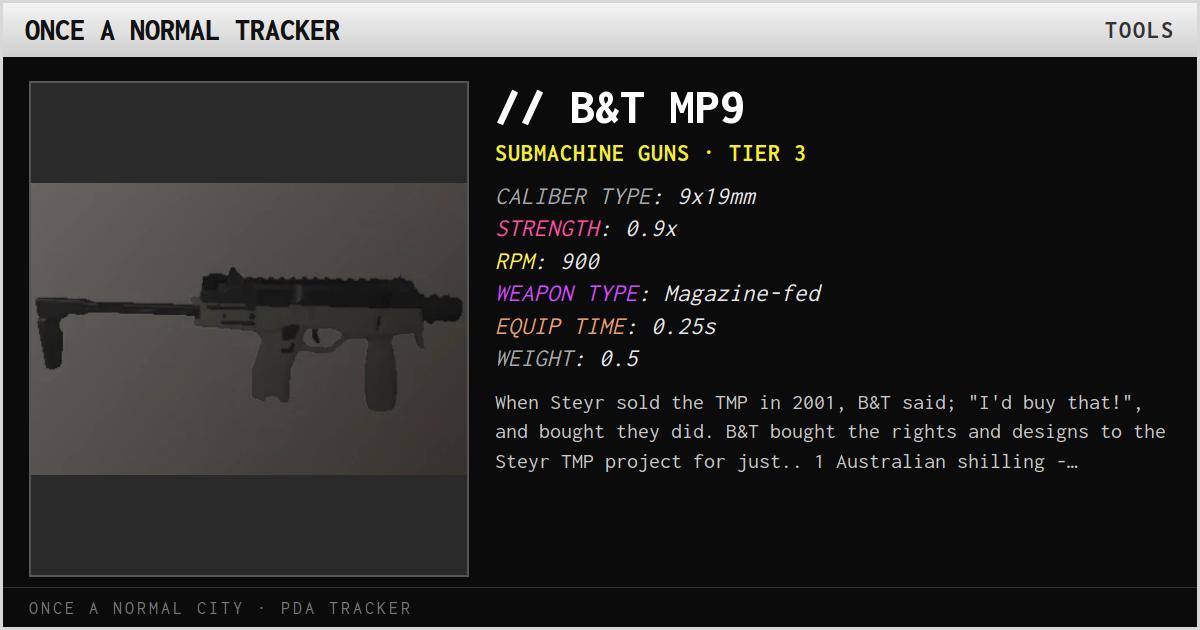 ONCE A NORMAL TRACKER
TOOLS
// B&T MP9
SUBMACHINE GUNS · TIER 3
CALIBER TYPE: 9x19mm
STRENGTH: 0.9x
RPM: 900
WEAPON TYPE: Magazine-fed
EQUIP TIME: 0.25s
WEIGHT: 0.5
When Steyr sold the TMP in 2001, B&T said; "I'd buy that!",
and bought they did. B&T bought the rights and designs to the
Steyr TMP project for just.. 1 Australian shilling -…
ONCE A NORMAL CITY · PDA TRACKER